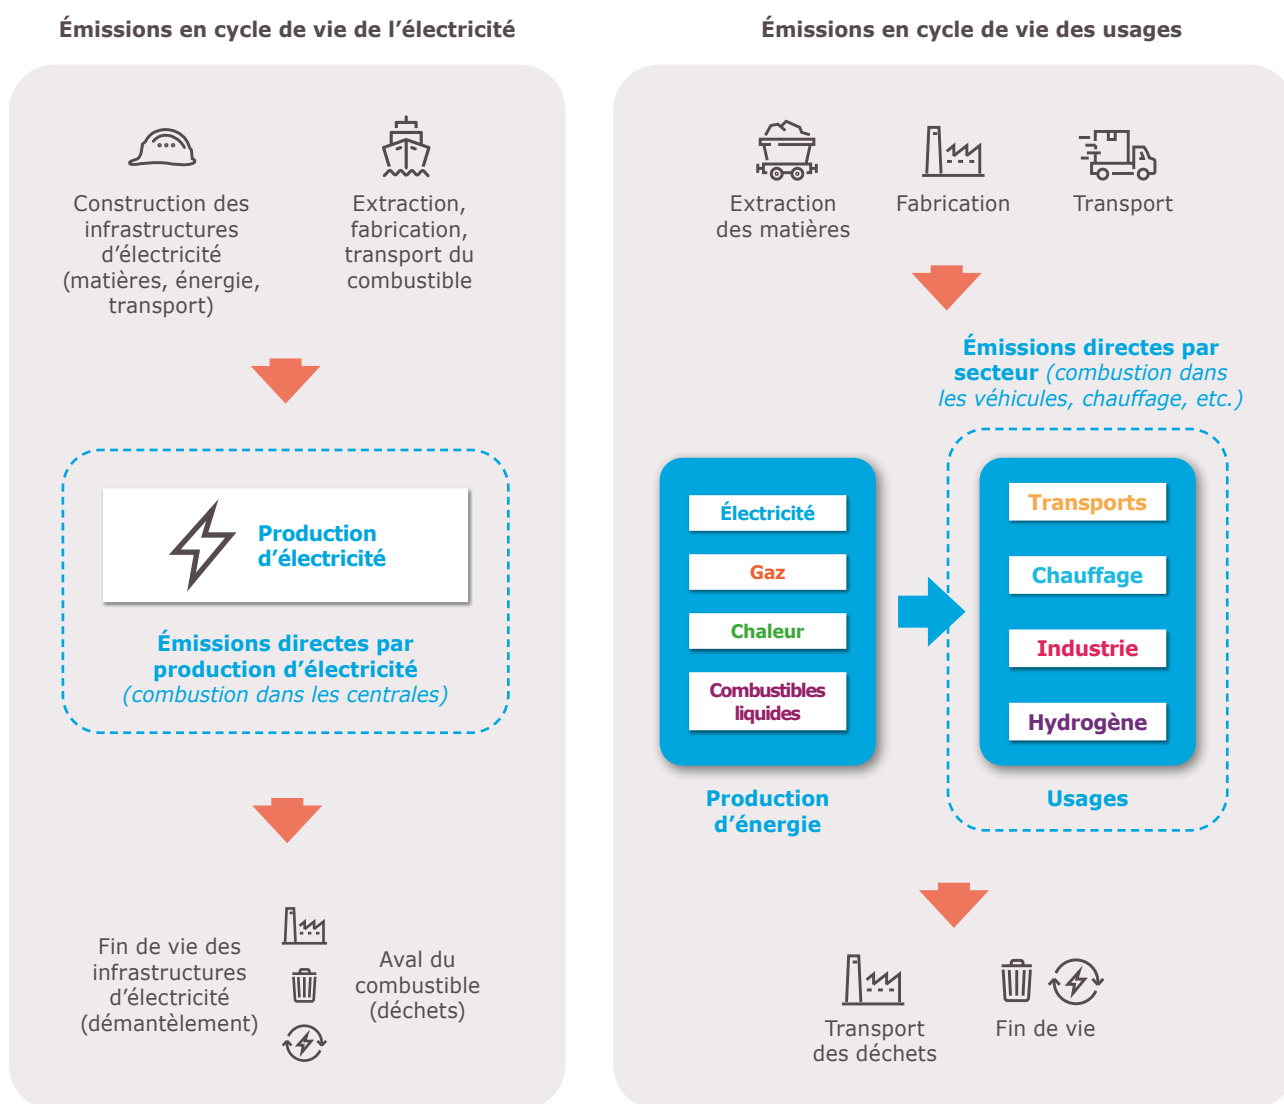 Émissions en cycle de vie de l’électricité
Construction des
infrastructures
d’électricité
(matières, énergie,
transport)
Extraction,
fabrication,
transport du
combustible
Production
d’électricité
Émissions directes par
production d’électricité
(combustion dans les centrales)
Fin de vie des
infrastructures
d’électricité
(démantèlement)
Aval du
combustible
(déchets)
Émissions en cycle de vie des usages
Extraction
des matières
Fabrication
Transport
Émissions directes par
secteur (combustion dans
les véhicules, chauffage, etc.)
Électricité
Gaz
Chaleur
Combustibles
liquides
Production
d’énergie
Transports
Chauffage
Industrie
Hydrogène
Usages
Transport
des déchets
Fin de vie